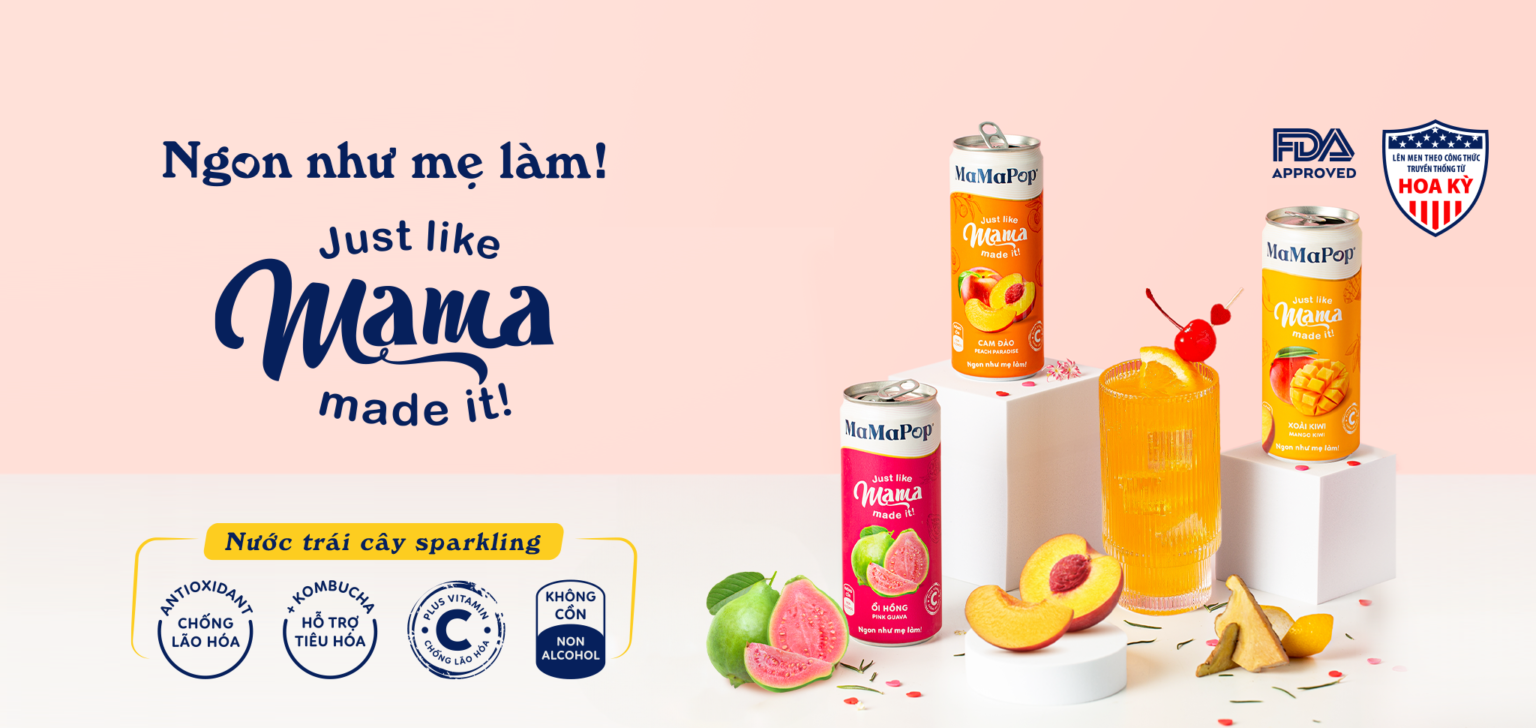 Ngon như mẹ làm!
Just like
Mama
made it!
Nước trái cây sparkling
ANTIOXIDANT
CHỐNG
LÃO HÓA
+ KOMBUCHA
HỖ TRỢ
TIÊU HÓA
PLUS VITAMIN
C
CHỐNG LÃO HÓA
KHÔNG
CỒN
NON
ALCOHOL
MaMaPop
Just like
Mama
made it!
ỔI HỒNG
PINK GUAVA
Ngon như mẹ làm!
MaMaPop
Just like
Mama
made it!
CAM ĐÀO
PEACH PARADISE
Ngon như mẹ làm!
C
MaMaPop
Just like
Mama
made it!
XOÀI KIWI
MANGO KIWI
Ngon như mẹ làm!
FDA
APPROVED
LÊN MEN THEO CÔNG THỨC
TRUYỀN THỐNG TỪ
HOA KỲ